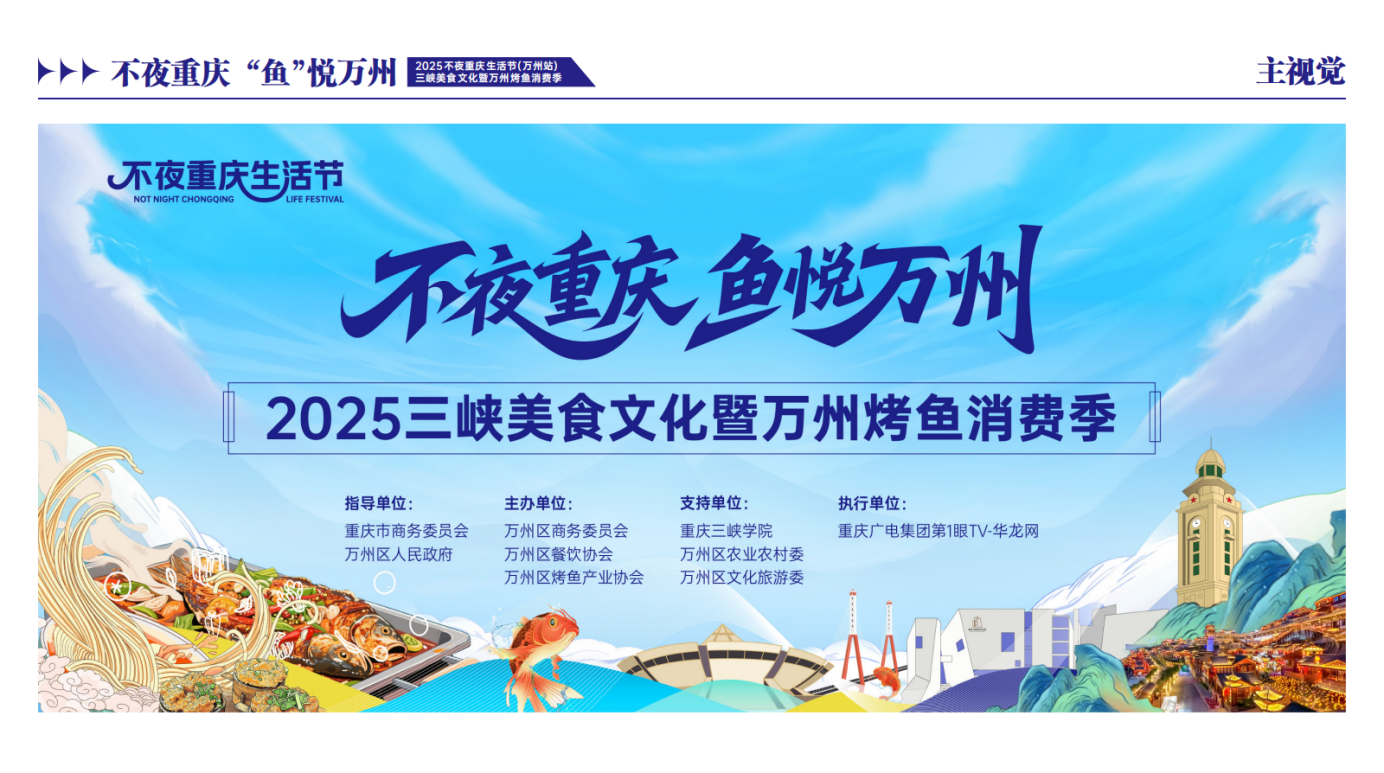 不夜重庆 “鱼”悦万州
2025不夜重庆生活节(万州站)
三峡美食文化暨万州烤鱼消费季
主视觉
不夜重庆生活节
NOT NIGHT CHONGQING LIFE FESTIVAL
不夜重庆 鱼悦万州
2025三峡美食文化暨万州烤鱼消费季
指导单位：
重庆市商务委员会
万州区人民政府
主办单位：
万州区商务委员会
万州区餐饮协会
万州区烤鱼产业协会
支持单位：
重庆三峡学院
万州区农业农村委
万州区文化旅游委
执行单位：
重庆广电集团第1眼TV-华龙网